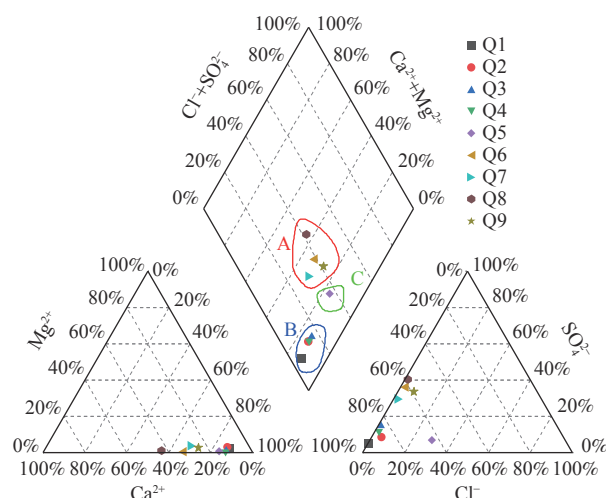 100% 100%
80% 80%
60% 60%
40% 40%
20% 20%
0% 0%
Cl⁻+SO₄²⁻
Ca²⁺+Mg²⁺
Q1
Q2
Q3
Q4
Q5
Q6
Q7
Q8
Q9
A
C
B
100% 0%
80% 20%
60% 40%
40% 60%
20% 80%
0% 100%
Mg²⁺
100% 80% 60% 40% 20% 0%
Ca²⁺
100% 0%
80% 20%
60% 40%
40% 60%
20% 80%
0% 100%
SO₄²⁻
0% 20% 40% 60% 80% 100%
Cl⁻